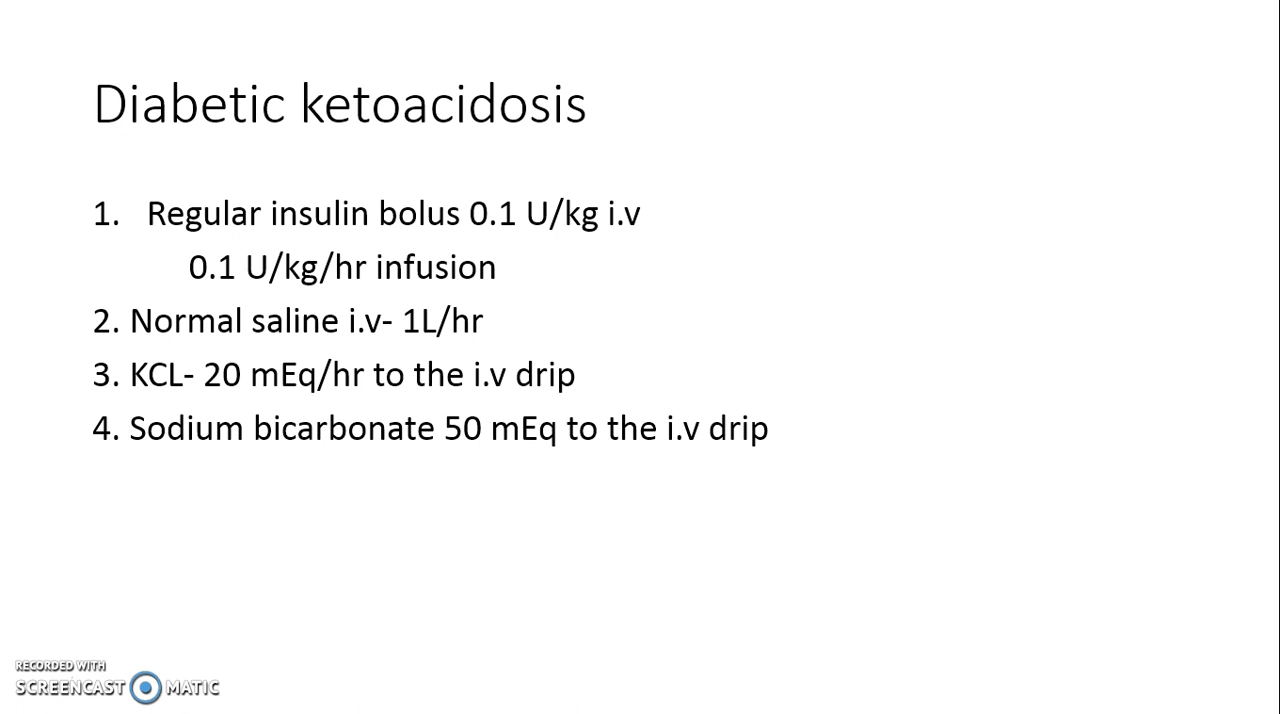 Diabetic ketoacidosis
1. Regular insulin bolus 0.1 U/kg i.v
0.1 U/kg/hr infusion
2. Normal saline i.v- 1L/hr
3. KCL- 20 mEq/hr to the i.v drip
4. Sodium bicarbonate 50 mEq to the i.v drip
RECORDED WITH
SCREENCAST MATIC